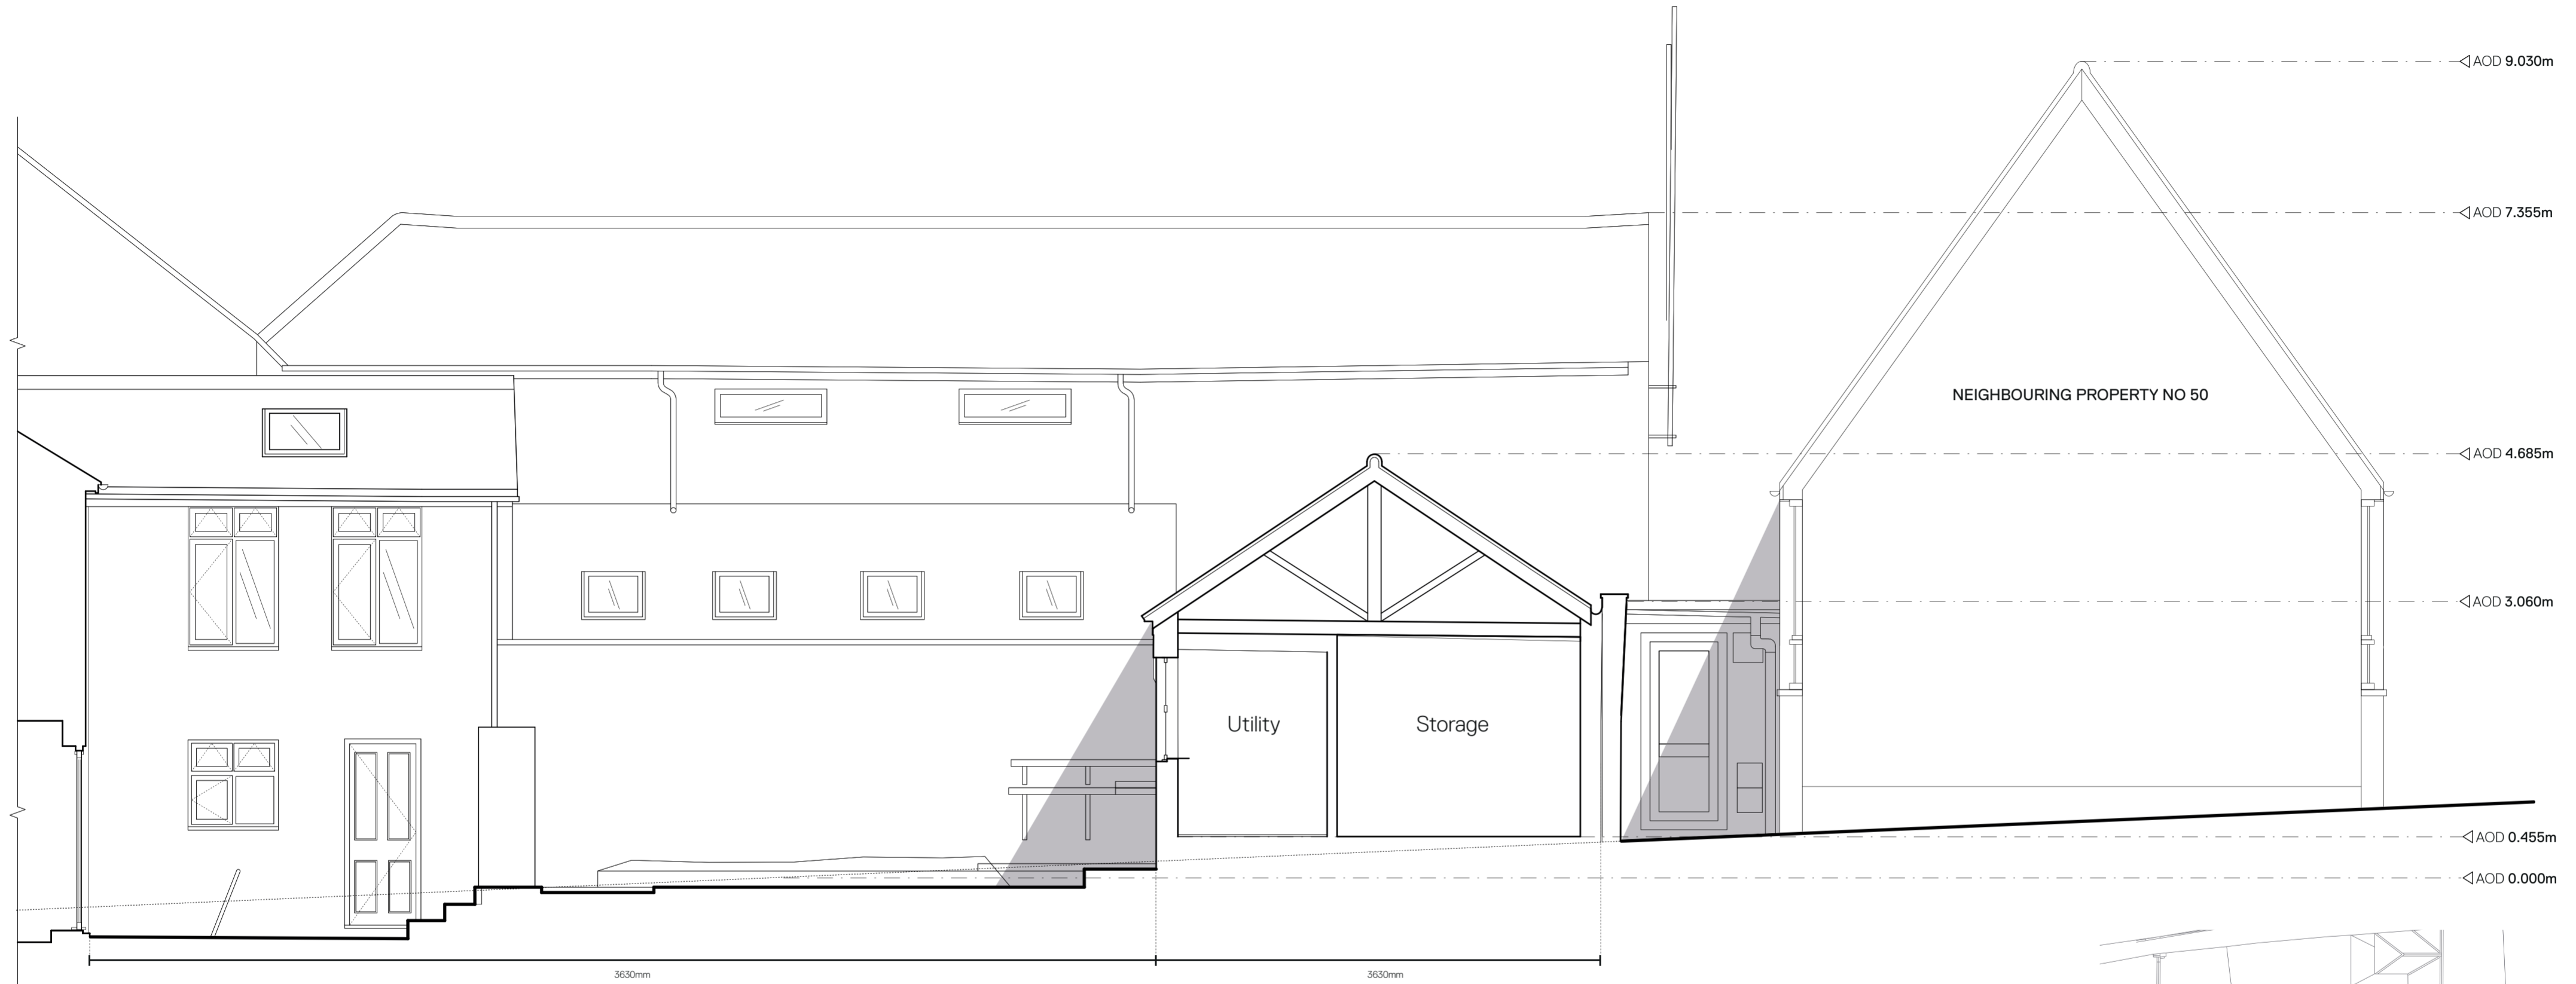 AOD 9.030m
AOD 7.355m
NEIGHBOURING PROPERTY NO 50
AOD 4.685m
AOD 3.060m
Utility
Storage
AOD 0.455m
AOD 0.000m
3630mm
3630mm